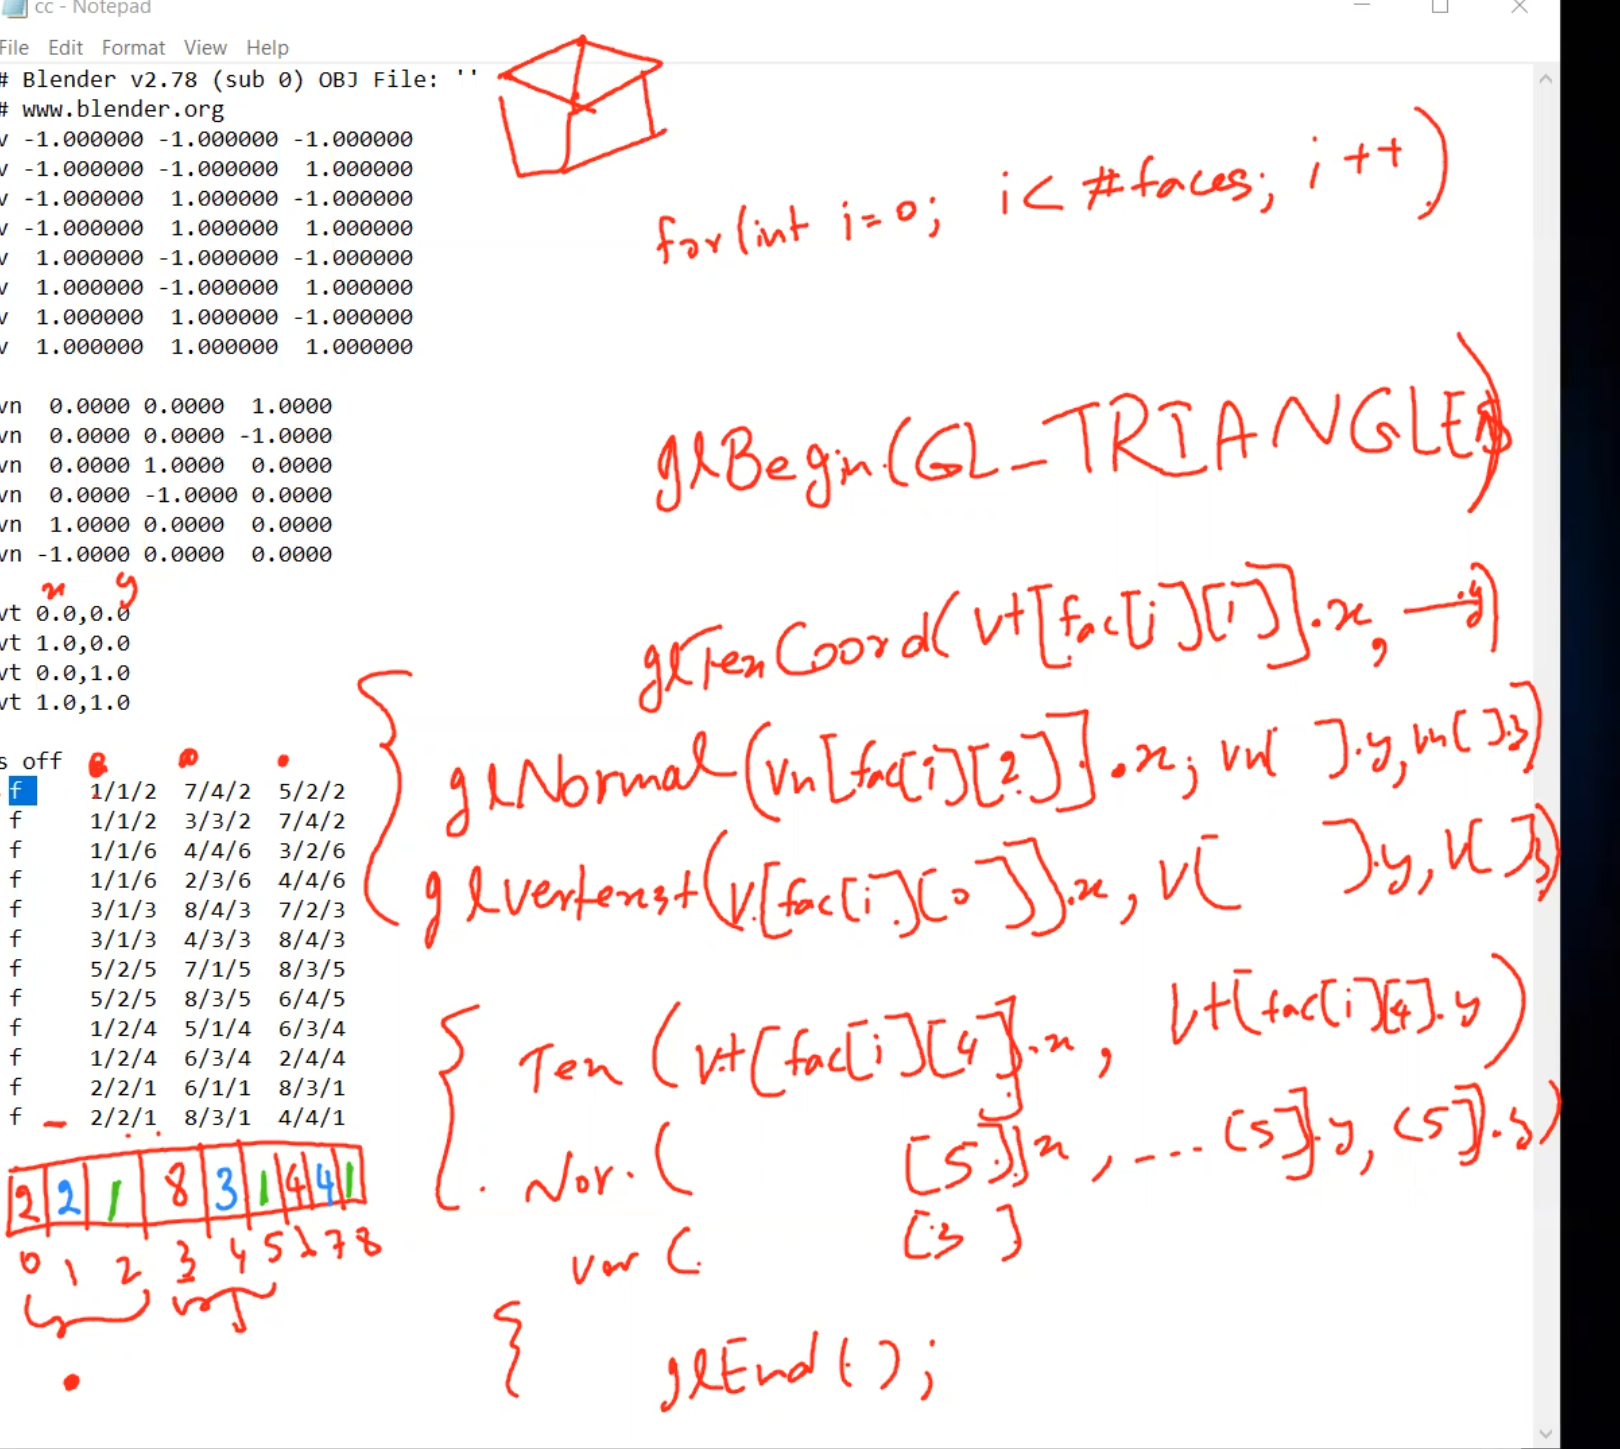 cc - Notepad
File Edit Format View Help
# Blender v2.78 (sub 0) OBJ File: ''
# www.blender.org
v -1.000000 -1.000000 -1.000000
v -1.000000 -1.000000 1.000000
v -1.000000 1.000000 -1.000000
v -1.000000 1.000000 1.000000
v 1.000000 -1.000000 -1.000000
v 1.000000 -1.000000 1.000000
v 1.000000 1.000000 -1.000000
v 1.000000 1.000000 1.000000
vn 0.0000 0.0000 1.0000
vn 0.0000 0.0000 -1.0000
vn 0.0000 1.0000 0.0000
vn 0.0000 -1.0000 0.0000
vn 1.0000 0.0000 0.0000
vn -1.0000 0.0000 0.0000
x y
vt 0.0,0.0
vt 1.0,0.0
vt 0.0,1.0
vt 1.0,1.0
s off
f 1/1/2 7/4/2 5/2/2
f 1/1/2 3/3/2 7/4/2
f 1/1/6 4/4/6 3/2/6
f 1/1/6 2/3/6 4/4/6
f 3/1/3 8/4/3 7/2/3
f 3/1/3 4/3/3 8/4/3
f 5/2/5 7/1/5 8/3/5
f 5/2/5 8/3/5 6/4/5
f 1/2/4 5/1/4 6/3/4
f 1/2/4 6/3/4 2/4/4
f 2/2/1 6/1/1 8/3/1
f 2/2/1 8/3/1 4/4/1
2 2 1 8 3 1 4 4 1
0 1 2 3 4 5 6 7 8
for(int i=0; i< #faces; i++)
glBegin(GL_TRIANGLES)
glTexCoord(vt[fac[i][1]].x, —.y)
glNormal(vn[fac[i][2]].x, vn[ ].y, vn[ ].z)
glVertex3f(v[fac[i][0]].x, v[ ].y, v[ ].z)
Tex (vt[fac[i][4]].x, vt[fac[i][4].y)
Nor. ( [5]].x, ... [5]].y, [5]].z)
ver ( [3 ]
glEnd();